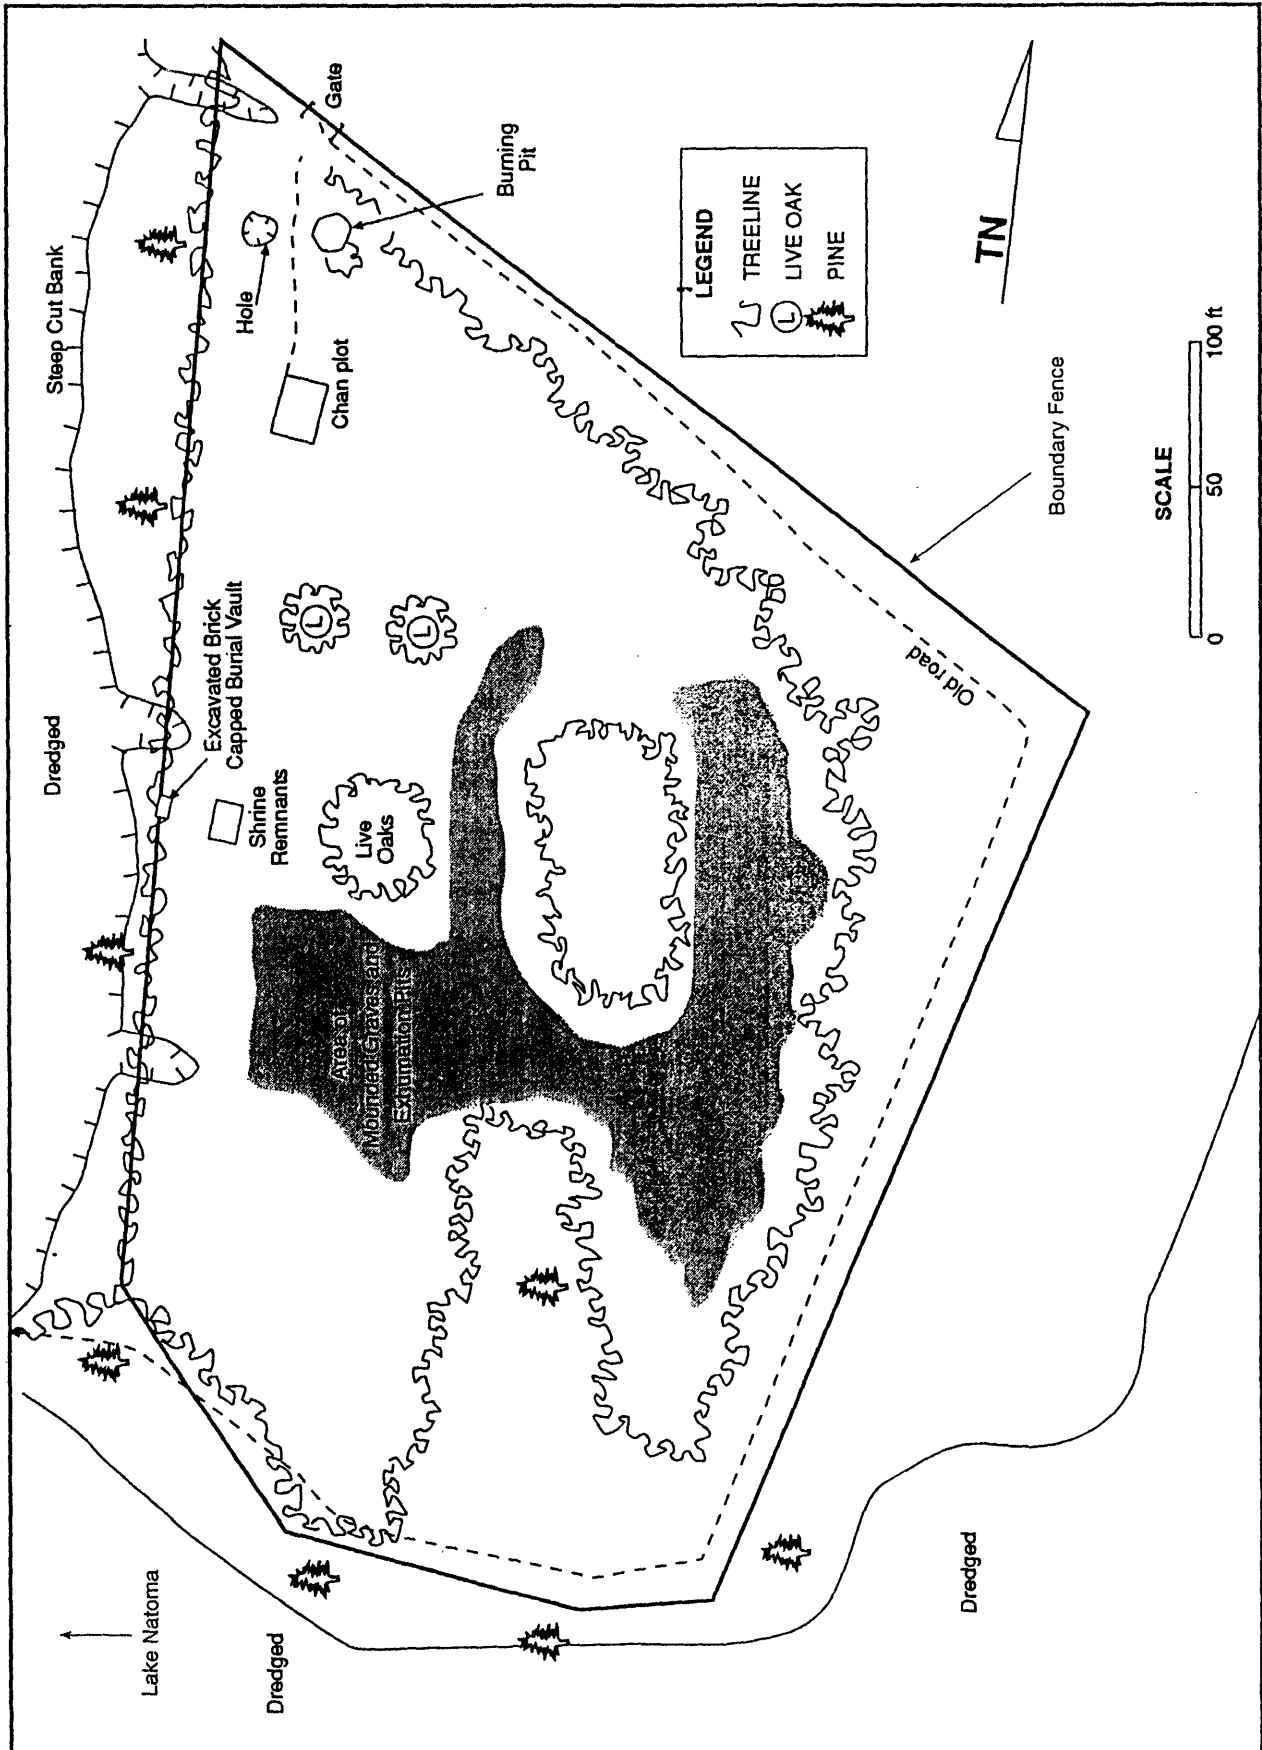 Lake Natoma
Dredged
Dredged
Dredged
Steep Cut Bank
Excavated Brick
Capped Burial Vault
Shrine
Remnants
Live
Oaks
Area of
Mounded Graves and
Exhumation Pits
L
L
Hole
Chan plot
Gate
Burning
Pit
Old road
Boundary Fence
LEGEND
TREELINE
L LIVE OAK
PINE
TN
SCALE
0 50 100 ft